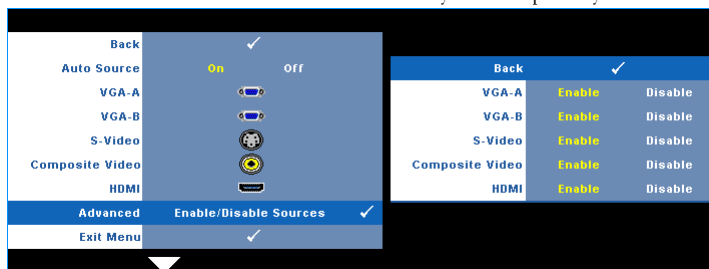 Back
Auto Source On Off
VGA-A
VGA-B
S-Video
Composite Video
HDMI
Advanced Enable/Disable Sources
Exit Menu
Back
VGA-A Enable Disable
VGA-B Enable Disable
S-Video Enable Disable
Composite Video Enable Disable
HDMI Enable Disable